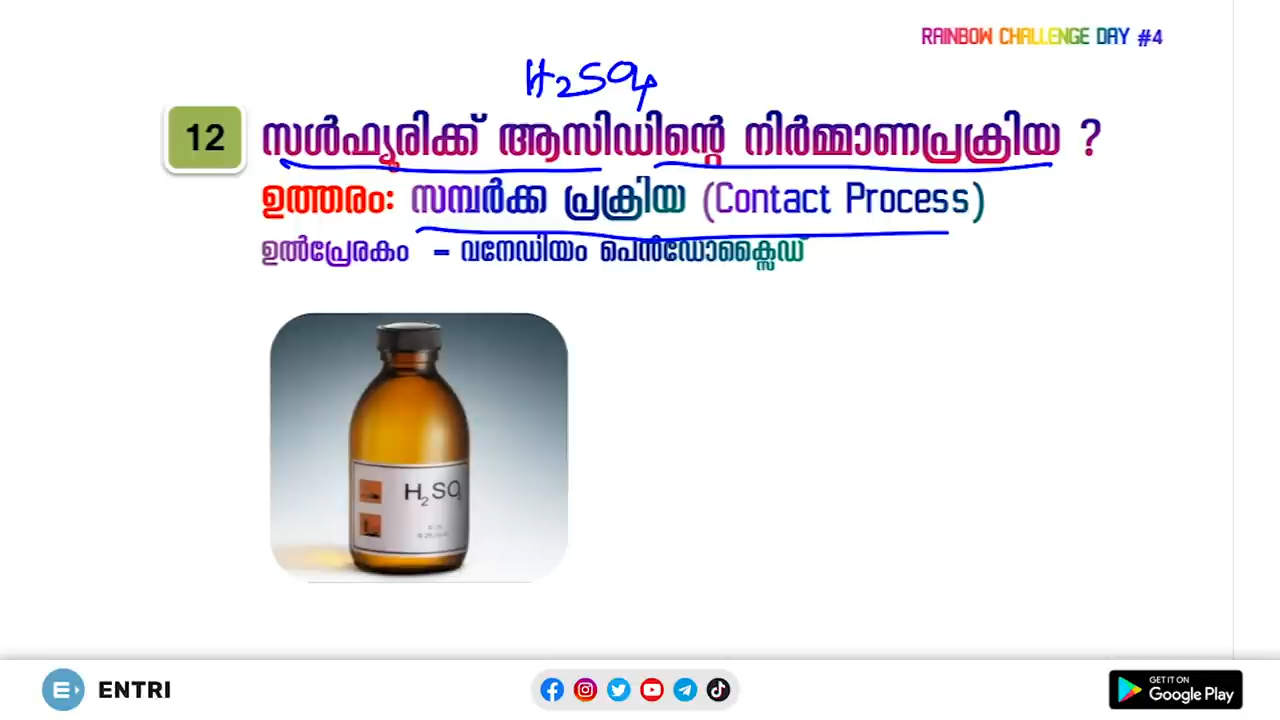 RAINBOW CHALLENGE DAY #4
H2SO4
12 സൾഫ്യൂരിക്ക് ആസിഡിന്റെ നിർമ്മാണപ്രക്രിയ ?
ഉത്തരം: സമ്പർക്ക പ്രക്രിയ (Contact Process)
ഉൽപ്രേരകം – വനേഡിയം പെൻഡോക്സൈഡ്
H2SO4
ENTRI
GET IT ON
Google Play